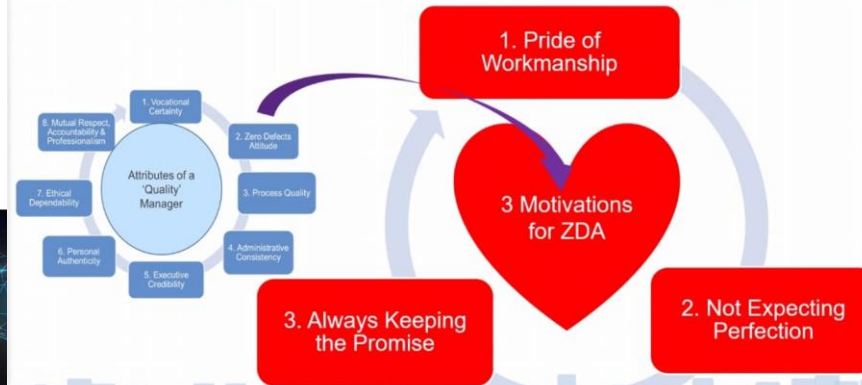 1. Vocational
Certainty
2. Zero Defects
Attitude
3. Process Quality
4. Administrative
Consistency
5. Executive
Credibility
6. Personal
Authenticity
7. Ethical
Dependability
8. Mutual Respect,
Accountability &
Professionalism
Attributes of a
'Quality'
Manager
1. Pride of
Workmanship
3 Motivations
for ZDA
2. Not Expecting
Perfection
3. Always Keeping
the Promise